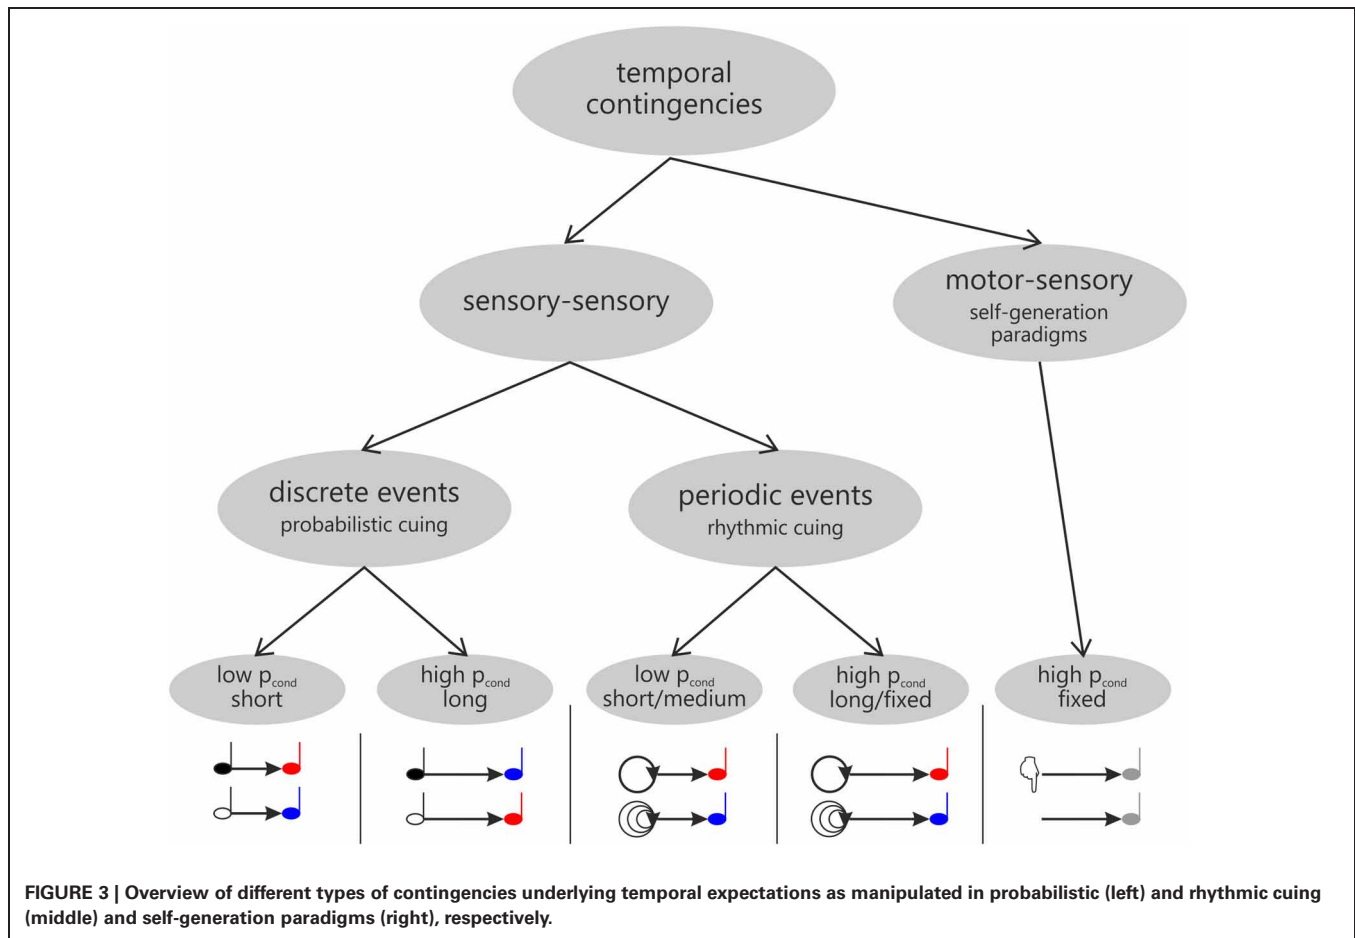 temporal
contingencies
sensory-sensory
motor-sensory
self-generation
paradigms
discrete events
probabilistic cuing
periodic events
rhythmic cuing
low pcond
short
high pcond
long
low pcond
short/medium
high pcond
long/fixed
high pcond
fixed
FIGURE 3 | Overview of different types of contingencies underlying temporal expectations as manipulated in probabilistic (left) and rhythmic cuing
(middle) and self-generation paradigms (right), respectively.